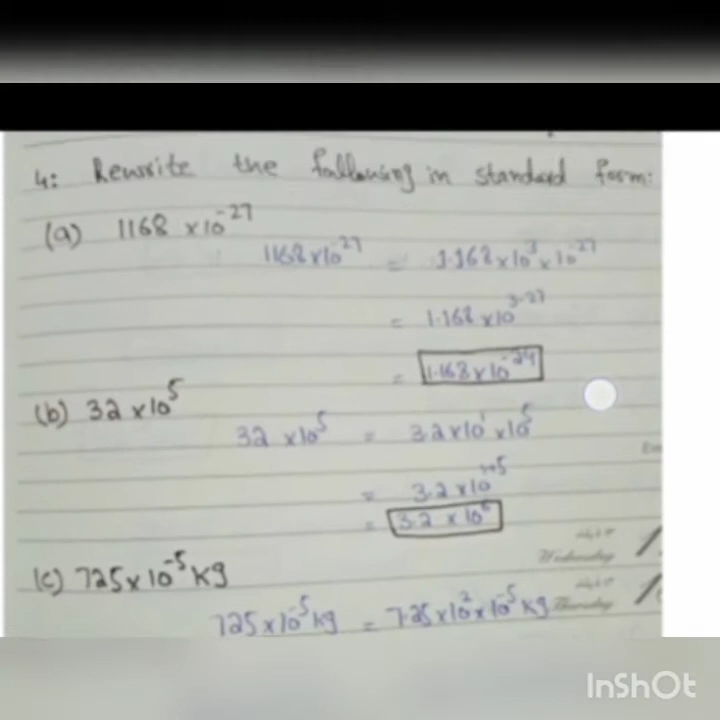 4: Rewrite the following in standard form:
(a) 1168 ×10⁻²⁷
1168×10⁻²⁷ = 1.168×10³×10⁻²⁷
= 1.168 ×10³⁻²⁷
= 1.168×10⁻²⁴
(b) 32 ×10⁵
32 ×10⁵ = 3.2×10¹×10⁵
= 3.2 ×10¹⁺⁵
= 3.2 ×10⁶
Wednesday
(c) 725×10⁻⁵ kg
725×10⁻⁵ kg = 7.25×10²×10⁻⁵ kg
Thursday
InShOt